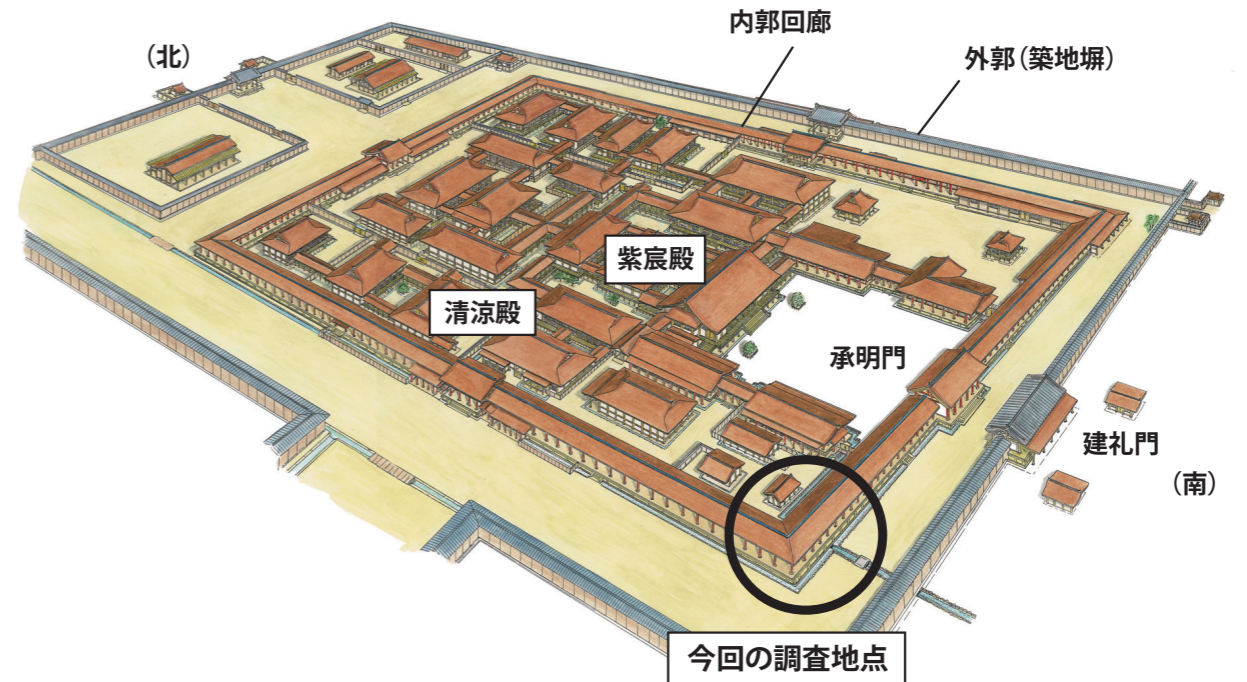 内郭回廊
(北)
外郭(築地塀)
紫宸殿
清涼殿
承明門
建礼門
(南)
今回の調査地点